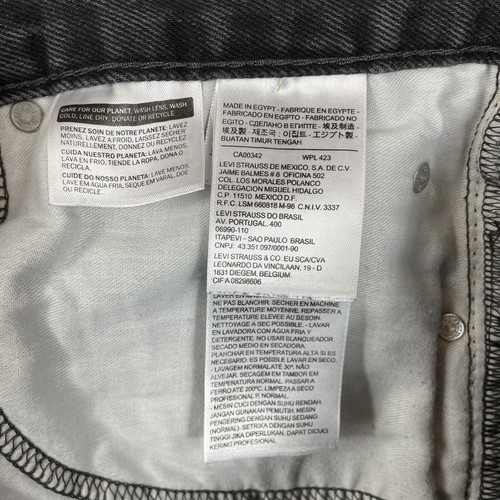 CARE FOR OUR PLANET. WASH LESS, WASH
COLD, LINE DRY, DONATE OR RECYCLE
PRENEZ SOIN DE NOTRE PLANETE: LAVEZ
MOINS, LAVEZ A FROID, LAISSEZ SECHER
NATURELLEMENT, DONNEZ OU RECYCLEZ.
CUIDA NUESTRO PLANETA: LAVA MENOS,
LAVA EN FRIO, TIENDE LA ROPA, DONA O
RECICLA.
CUIDE DO NOSSO PLANETA: LAVE MENOS,
LAVE EM AGUA FRIA, SEQUE EM VARAL, DOE
OU RECICLE.
MADE IN EGYPT - FABRIQUE EN EGYPTE -
FABRICADO EN EGIPTO - FABRICADO NO
EGITO - СДЕЛАНО В ЕГИПТЕ - 埃及制造
埃及製 - 제조국 : 이집트 - エジプト製 -
BUATAN TIMUR TENGAH
CA00342 WPL 423
LEVI STRAUSS DE MEXICO, S.A. DE C.V.
JAIME BALMES # 8 OFICINA 502
COL. LOS MORALES POLANCO
DELEGACION MIGUEL HIDALGO
C.P. 11510 MEXICO D.F.
R.F.C. LSM 660818 M-98 C.N.I.V. 3337
LEVI STRAUSS DO BRASIL
AV. PORTUGAL, 400
06990-110
ITAPEVI – SAO PAULO BRASIL
CNPJ: 43.351.097/0001-90
LEVI STRAUSS & CO. EU SCA/CVA
LEONARDO DA VINCILAAN, 19 - D
1831 DIEGEM, BELGIUM
CIF A 08298606
LAVER EN MACHINE A L'EAU FROIDE.
NE PAS BLANCHIR. SECHER EN MACHINE
A TEMPERATURE MOYENNE. REPASSER A
TEMPERATURE ELEVEE AU BESOIN.
NETTOYAGE A SEC POSSIBLE. - LAVAR
EN LAVADORA CON AGUA FRIA Y
DETERGENTE. NO USAR BLANQUEADOR.
SECADO MEDIO EN SECADORA.
PLANCHAR EN TEMPERATURA ALTA SI ES
NECESARIO. ES POSIBLE LAVAR EN SECO.
- LAVAGEM NORMAL ATÉ 30°. NÃO
ALVEJAR. SECAGEM EM TAMBOR EM
TEMPERATURA NORMAL. PASSAR A
FERRO ATÉ 200°C. LIMPEZA A SECO
PROFISSIONAL P, NORMAL.
- MESIN CUCI DENGAN SUHU RENDAH
JANGAN GUNAKAN PEMUTIH. MESIN
PENGERING DENGAN SUHU SEDANG
(NORMAL). SETRIKA DENGAN SUHU
TINGGI JIKA DIPERLUKAN. DAPAT DICUCI
KERING PROFESIONAL.